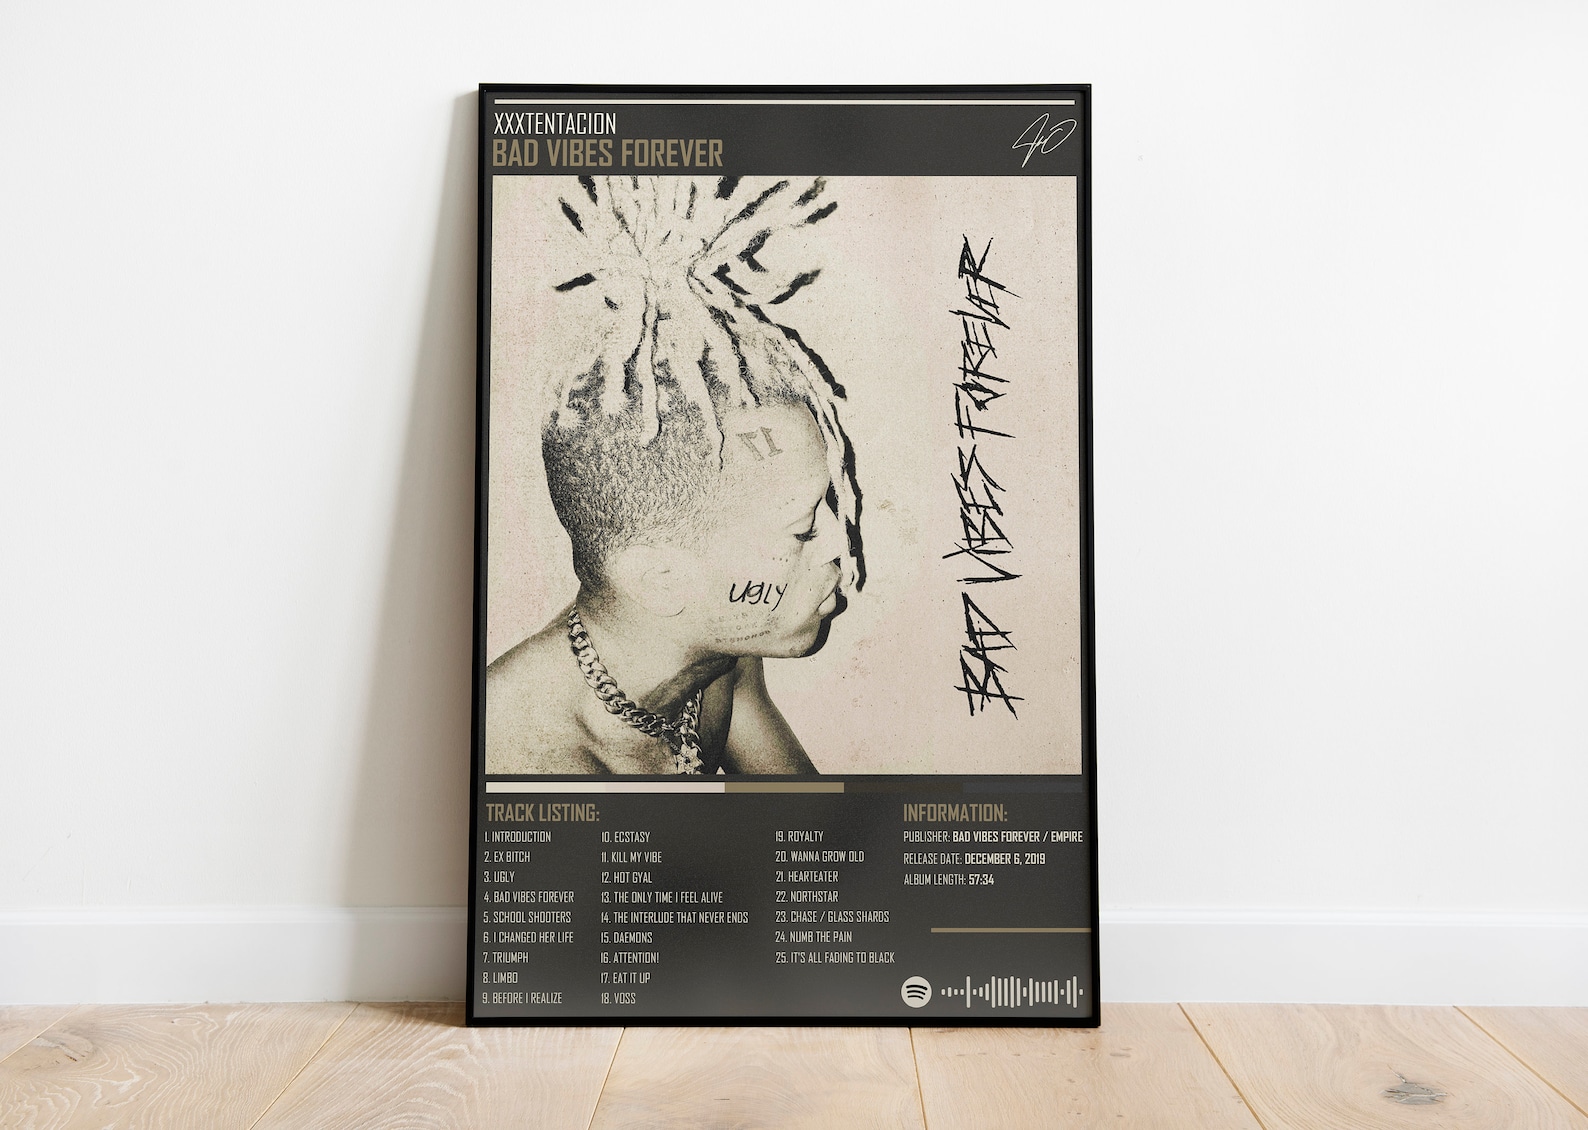 XXXTENTACION
BAD VIBES FOREVER
BAD VIBES FOREVER
17
UGLY
TRACK LISTING:
1. INTRODUCTION
2. EX BITCH
3. UGLY
4. BAD VIBES FOREVER
5. SCHOOL SHOOTERS
6. I CHANGED HER LIFE
7. TRIUMPH
8. LIMBO
9. BEFORE I REALIZE
10. ECSTASY
11. KILL MY VIBE
12. HOT GYAL
13. THE ONLY TIME I FEEL ALIVE
14. THE INTERLUDE THAT NEVER ENDS
15. DAEMONS
16. ATTENTION!
17. EAT IT UP
18. VOSS
19. ROYALTY
20. WANNA GROW OLD
21. HEARTEATER
22. NORTHSTAR
23. CHASE / GLASS SHARDS
24. NUMB THE PAIN
25. IT'S ALL FADING TO BLACK
INFORMATION:
PUBLISHER: BAD VIBES FOREVER / EMPIRE
RELEASE DATE: DECEMBER 6, 2019
ALBUM LENGTH: 57:34